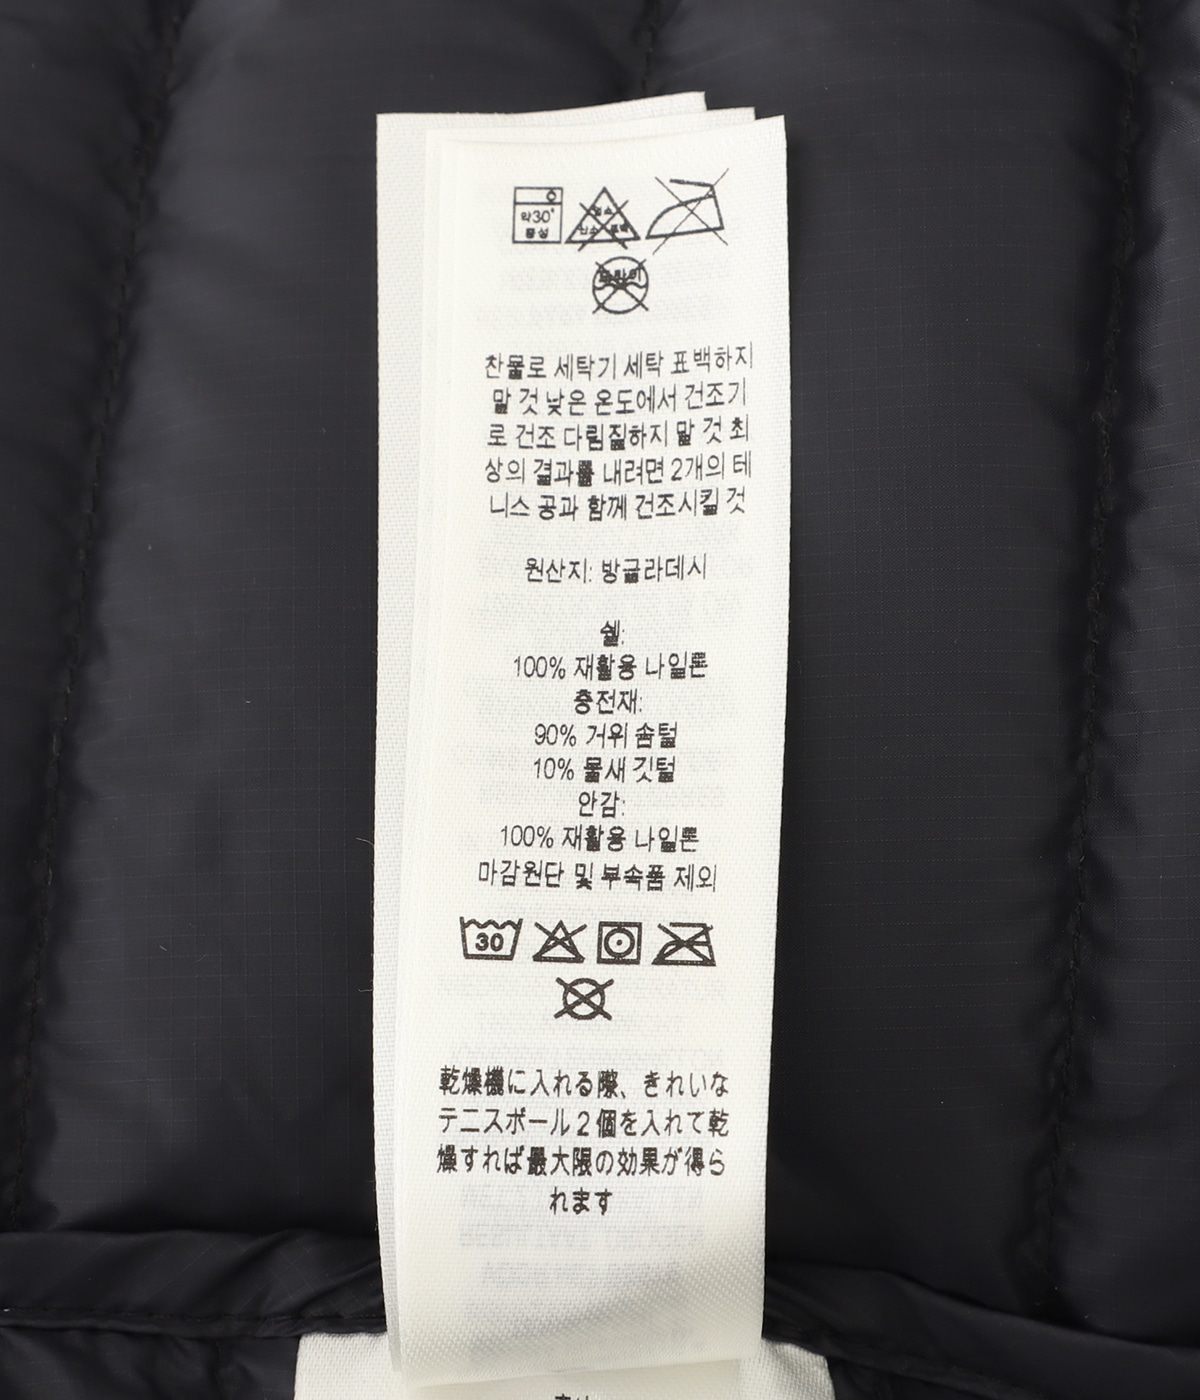 약30°
중성
찬물로 세탁기 세탁 표백하지
말 것 낮은 온도에서 건조기
로 건조 다림질하지 말 것 최
상의 결과를 내려면 2개의 테
니스 공과 함께 건조시킬 것
원산지: 방글라데시
쉘:
100% 재활용 나일론
충전재:
90% 거위 솜털
10% 물새 깃털
안감:
100% 재활용 나일론
마감원단 및 부속품 제외
30
乾燥機に入れる際、きれいな
テニスボール2個を入れて乾
燥すれば最大限の効果が得ら
れます